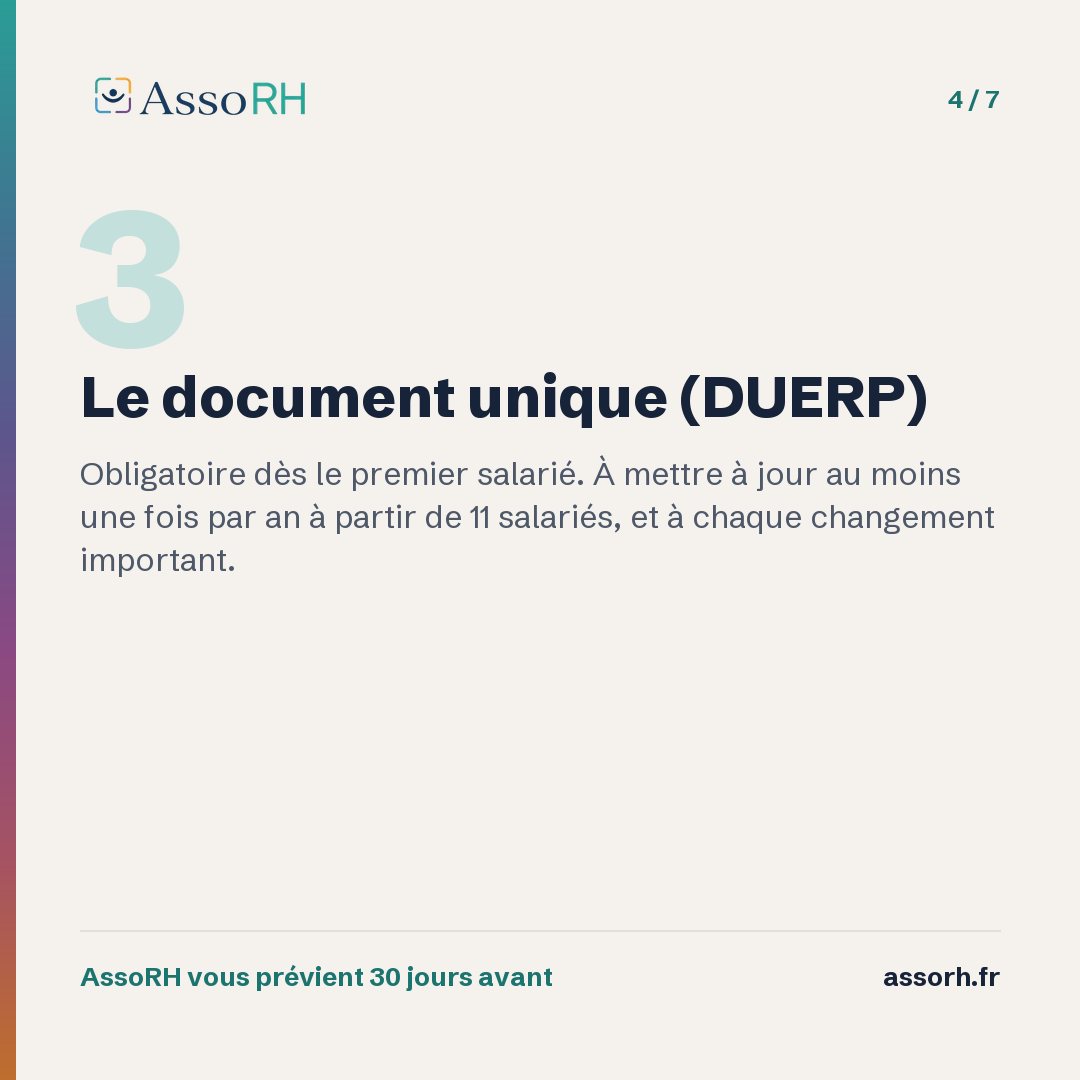 AssoRH
4 / 7
3
Le document unique (DUERP)
Obligatoire dès le premier salarié. À mettre à jour au moins
une fois par an à partir de 11 salariés, et à chaque changement
important.
AssoRH vous prévient 30 jours avant
assorh.fr